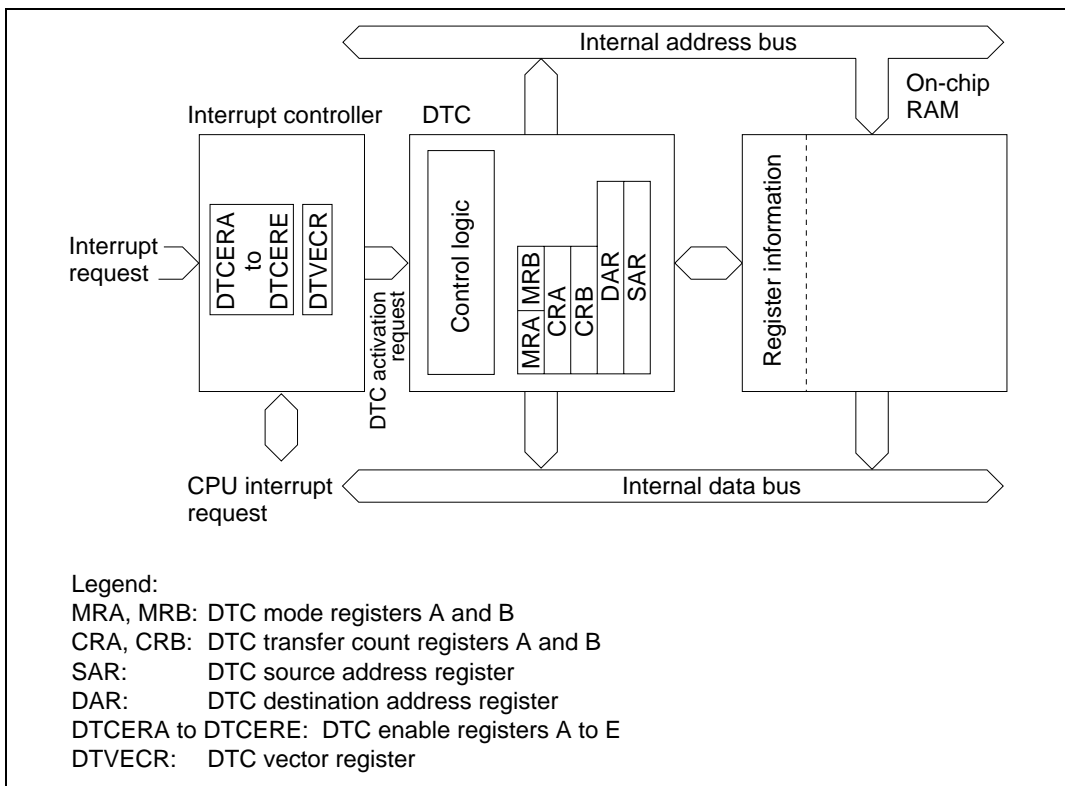 Internal address bus
On-chip
RAM
Interrupt controller
DTC
Interrupt
request
DTCERA
to
DTCERE
DTVECR
DTC activation
request
Control logic
MRA
MRB
CRA
CRB
DAR
SAR
Register information
CPU interrupt
request
Internal data bus
Legend:
MRA, MRB: DTC mode registers A and B
CRA, CRB: DTC transfer count registers A and B
SAR: DTC source address register
DAR: DTC destination address register
DTCERA to DTCERE: DTC enable registers A to E
DTVECR: DTC vector register